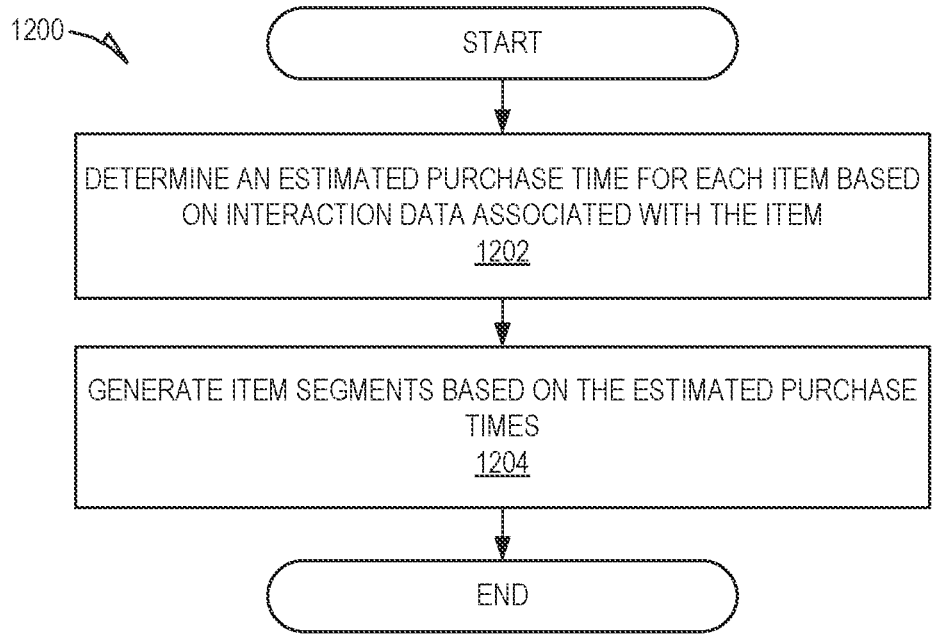 1200
START
DETERMINE AN ESTIMATED PURCHASE TIME FOR EACH ITEM BASED
ON INTERACTION DATA ASSOCIATED WITH THE ITEM
1202
GENERATE ITEM SEGMENTS BASED ON THE ESTIMATED PURCHASE
TIMES
1204
END